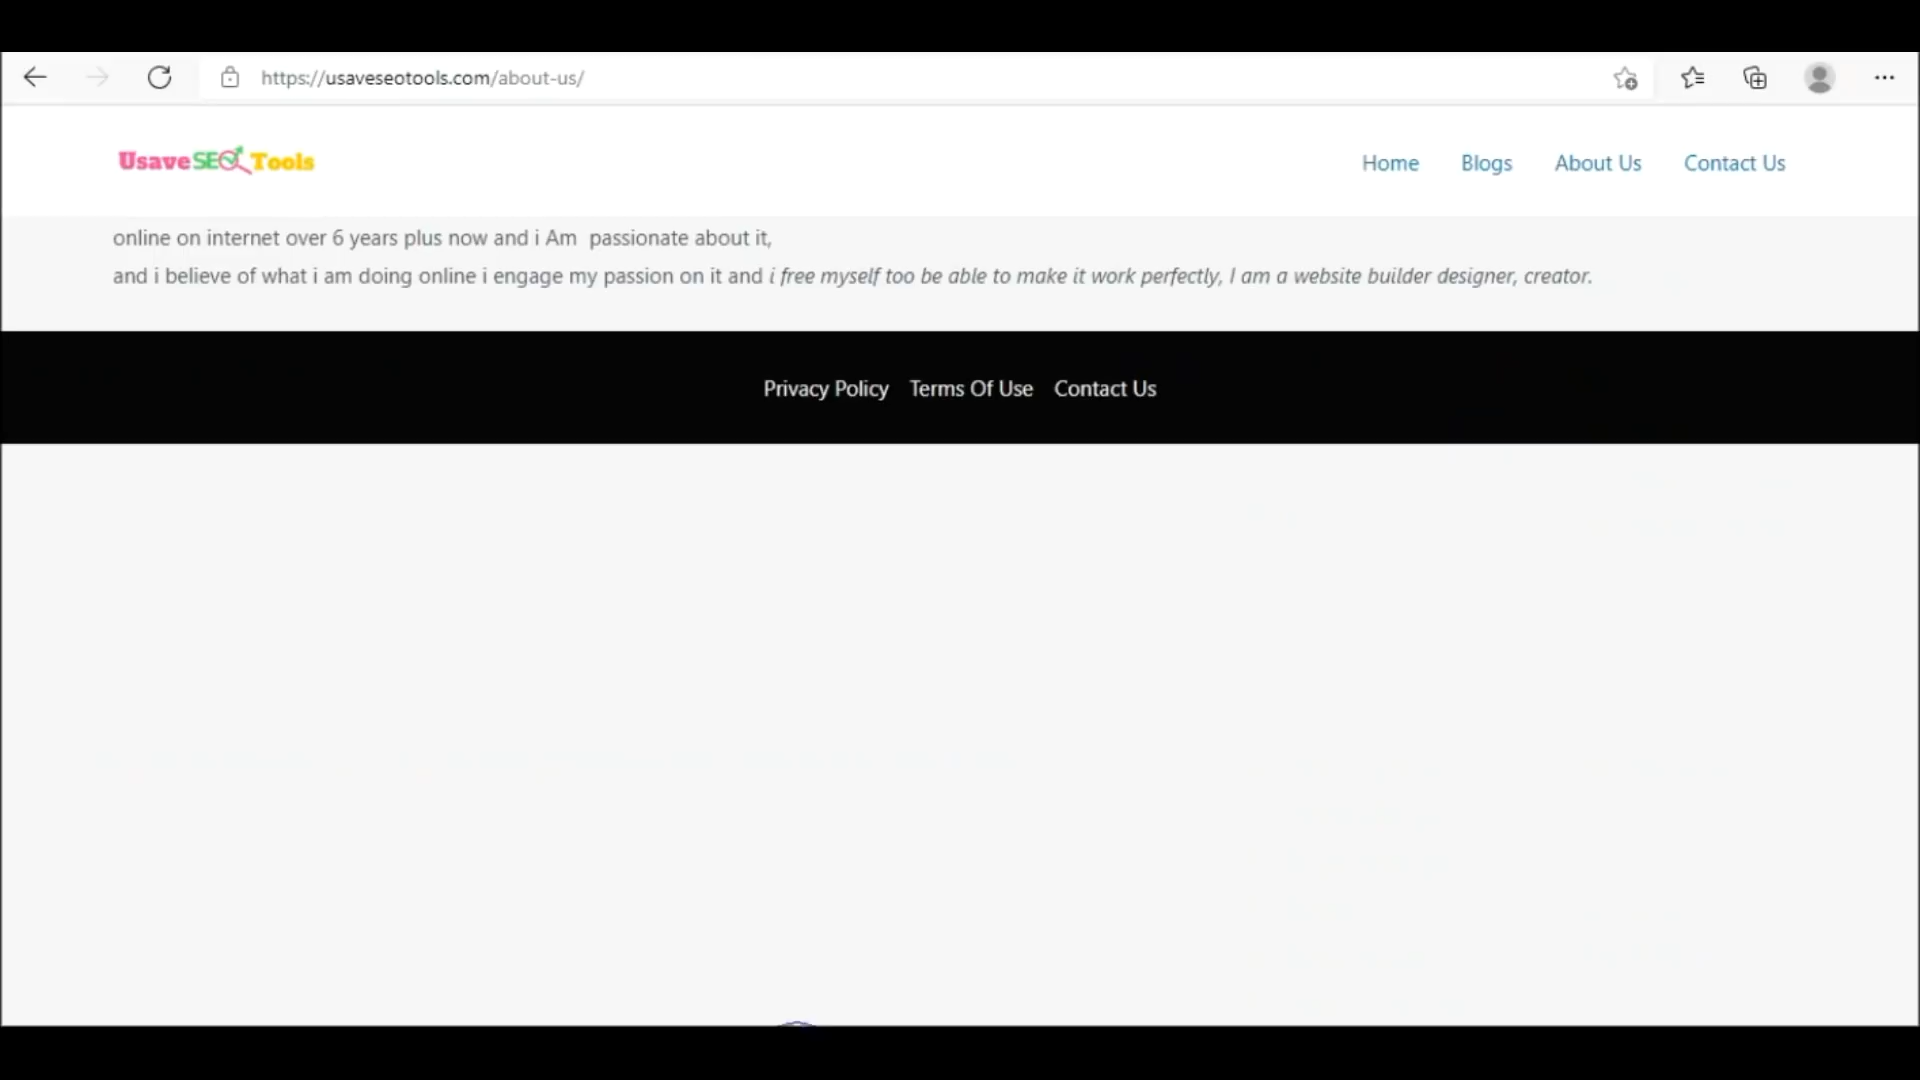 https://usaveseotools.com/about-us/
UsaveSEO Tools
Home Blogs About Us Contact Us
online on internet over 6 years plus now and i Am  passionate about it,
and i believe of what i am doing online i engage my passion on it and i free myself too be able to make it work perfectly, I am a website builder designer, creator.
Privacy Policy Terms Of Use Contact Us